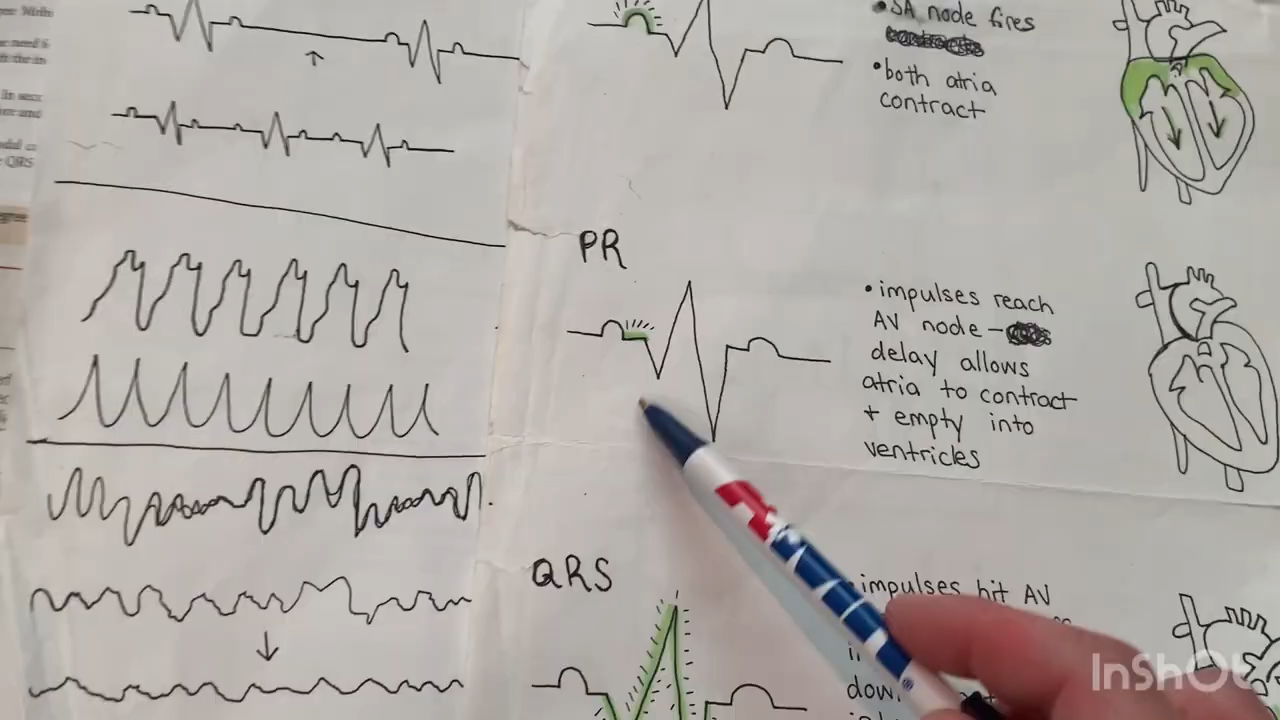 • SA node fires
• both atria
contract
PR
• impulses reach
AV node –
delay allows
atria to contract
+ empty into
ventricles
QRS
• impulses hit AV
InShOt